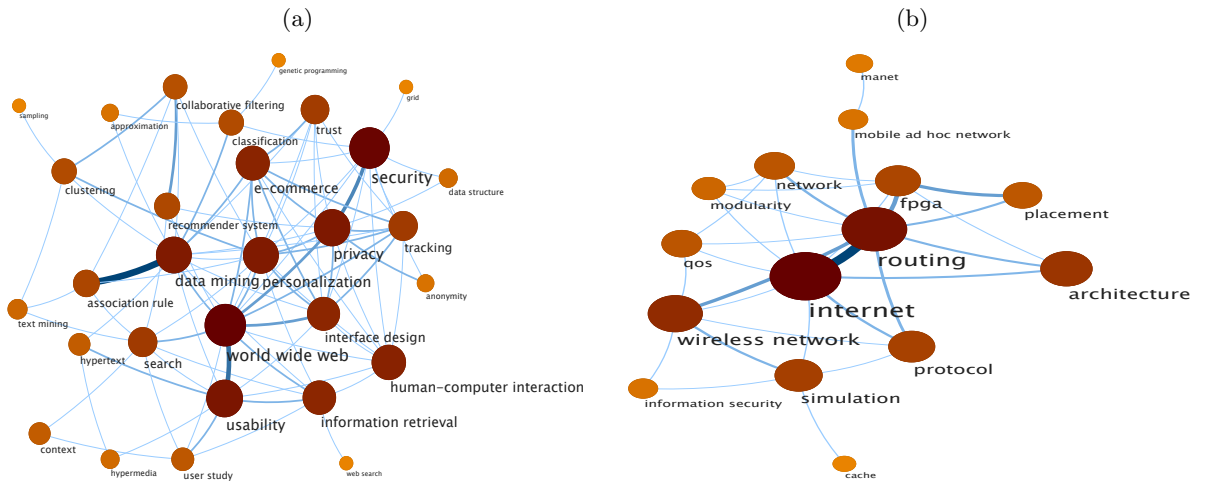 (a)
(b)
genetic programming
manet
grid
collaborative filtering
sampling
approximation
trust
classification
mobile ad hoc network
security
e-commerce
network
data structure
clustering
modularity
fpga
placement
recommender system
privacy
tracking
routing
qos
data mining
personalization
anonymity
architecture
association rule
internet
text mining
interface design
wireless network
world wide web
hypertext
search
protocol
human-computer interaction
simulation
information security
usability
information retrieval
context
hypermedia
user study
web search
cache